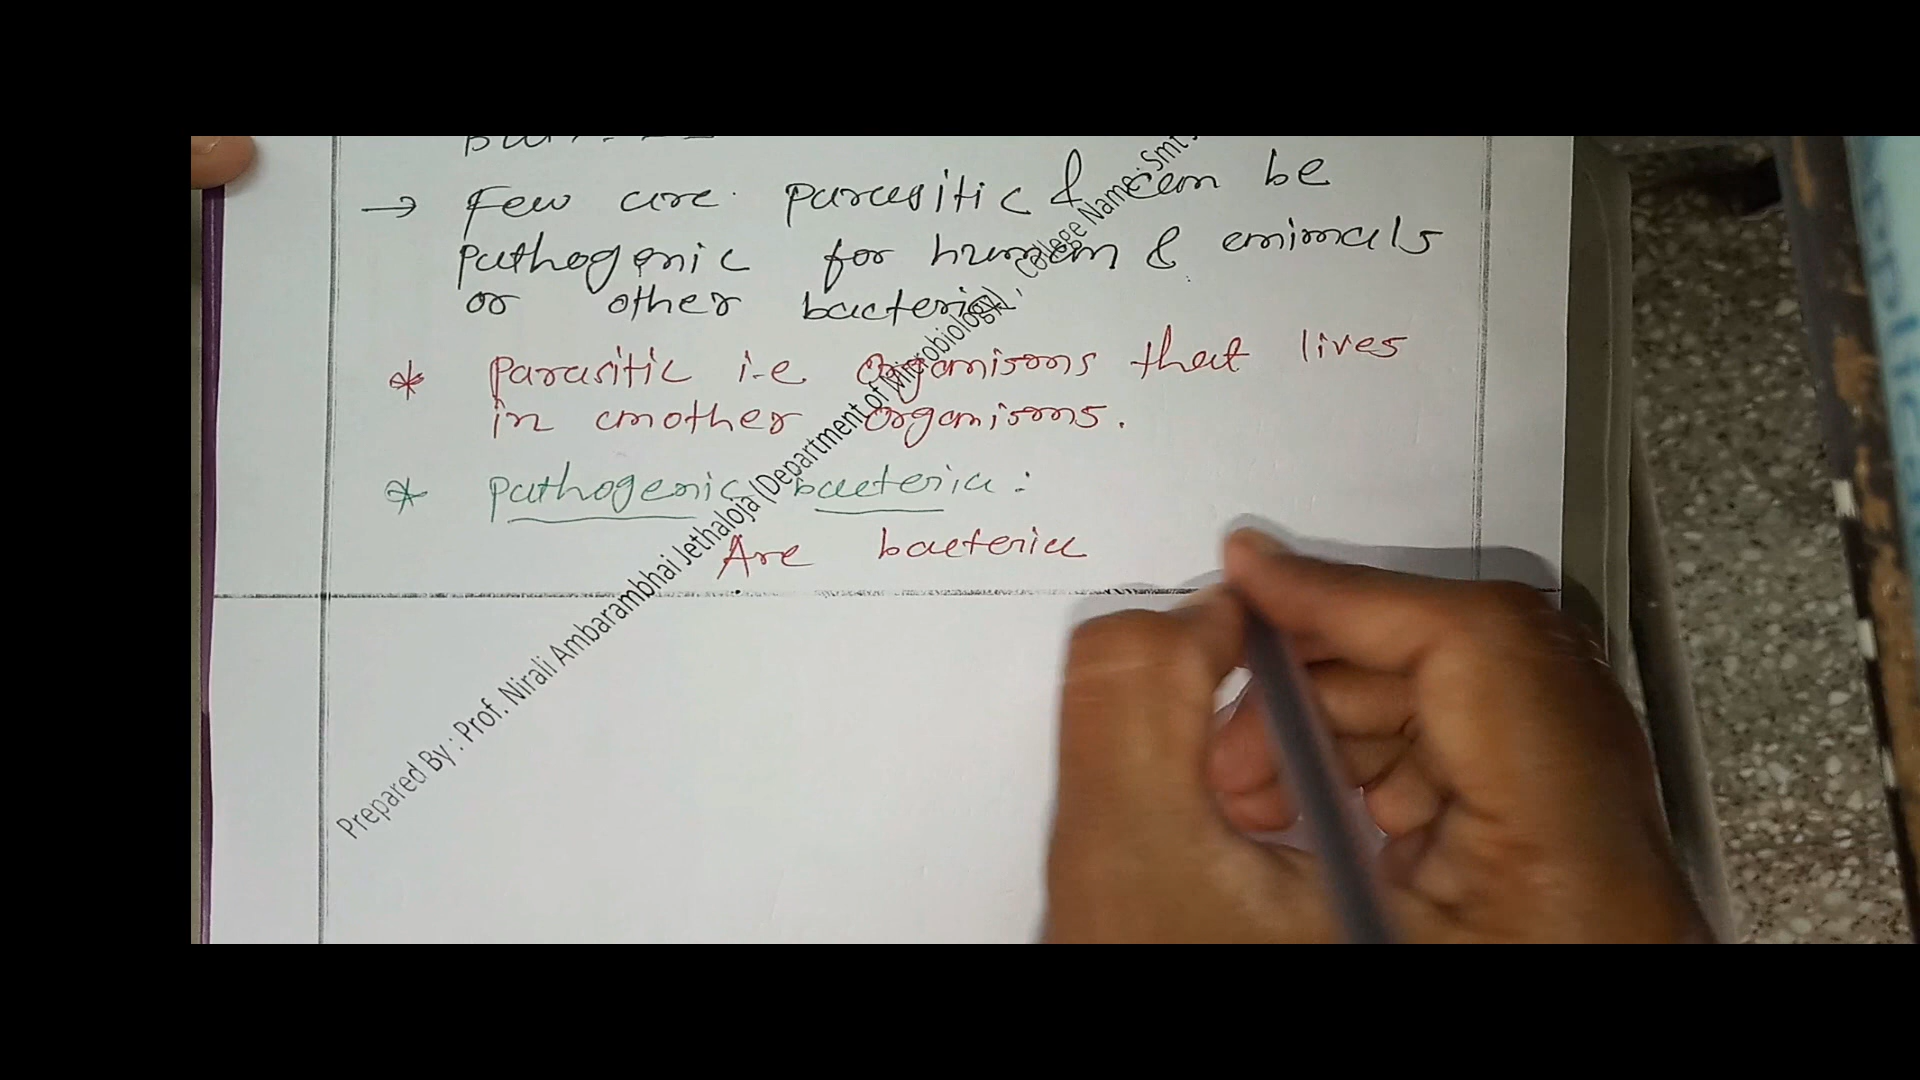 → Few are parasitic & can be
pathogenic for human & animals
or other bacteria
* Parasitic i.e organisms that lives
in another organisms.
* Pathogenic bacteria :
Are bacteria
Prepared By : Prof. Nirali Ambarambhai Jethaloja (Department of Microbiology) , College Name: Smt